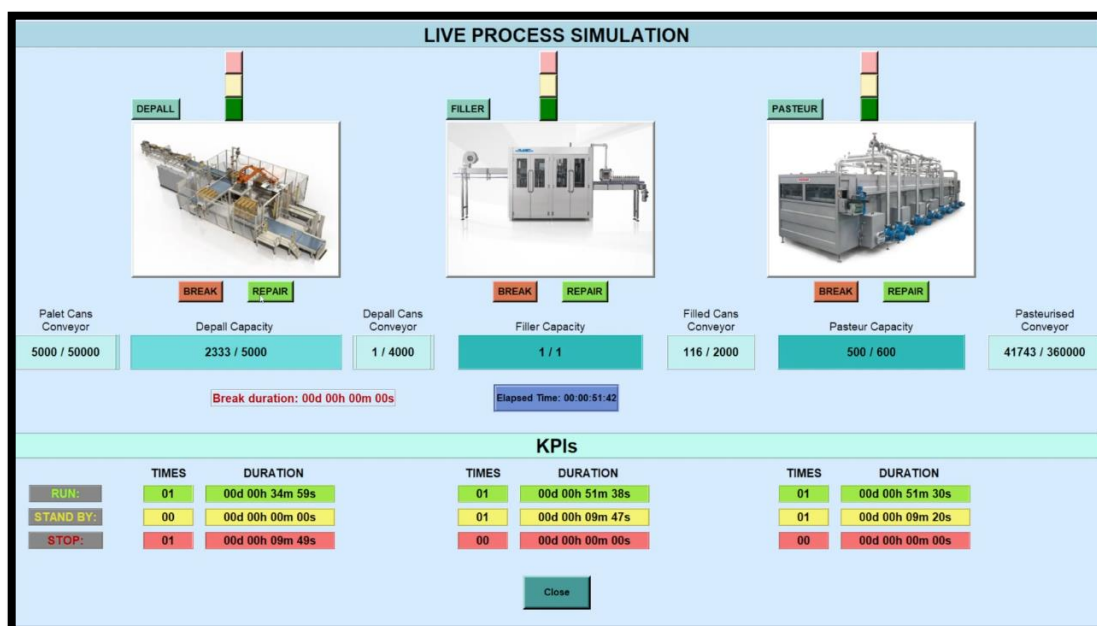 LIVE PROCESS SIMULATION
DEPALL
FILLER
PASTEUR
BREAK REPAIR
BREAK REPAIR
BREAK REPAIR
Palet Cans
Conveyor
5000 / 50000
Depall Capacity
2333 / 5000
Depall Cans
Conveyor
1 / 4000
Filler Capacity
1 / 1
Filled Cans
Conveyor
116 / 2000
Pasteur Capacity
500 / 600
Pasteurised
Conveyor
41743 / 360000
Break duration: 00d 00h 00m 00s
Elapsed Time: 00:00:51:42
KPIs
TIMES DURATION TIMES DURATION TIMES DURATION
RUN: 01 00d 00h 34m 59s 01 00d 00h 51m 38s 01 00d 00h 51m 30s
STAND BY: 00 00d 00h 00m 00s 01 00d 00h 09m 47s 01 00d 00h 09m 20s
STOP: 01 00d 00h 09m 49s 00 00d 00h 00m 00s 00 00d 00h 00m 00s
Close